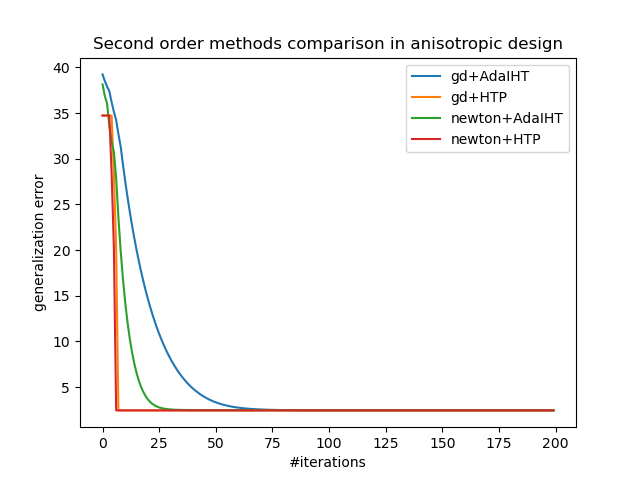 Second order methods comparison in anisotropic design
generalization error
40
35
30
25
20
15
10
5
gd+AdaIHT
gd+HTP
newton+AdaIHT
newton+HTP
0
25
50
75
100
125
150
175
200
#iterations